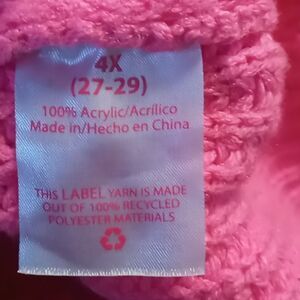 4X
(27-29)
100% Acrylic/Acrílico
Made in/Hecho en China
THIS LABEL YARN IS MADE
OUT OF 100% RECYCLED
POLYESTER MATERIALS